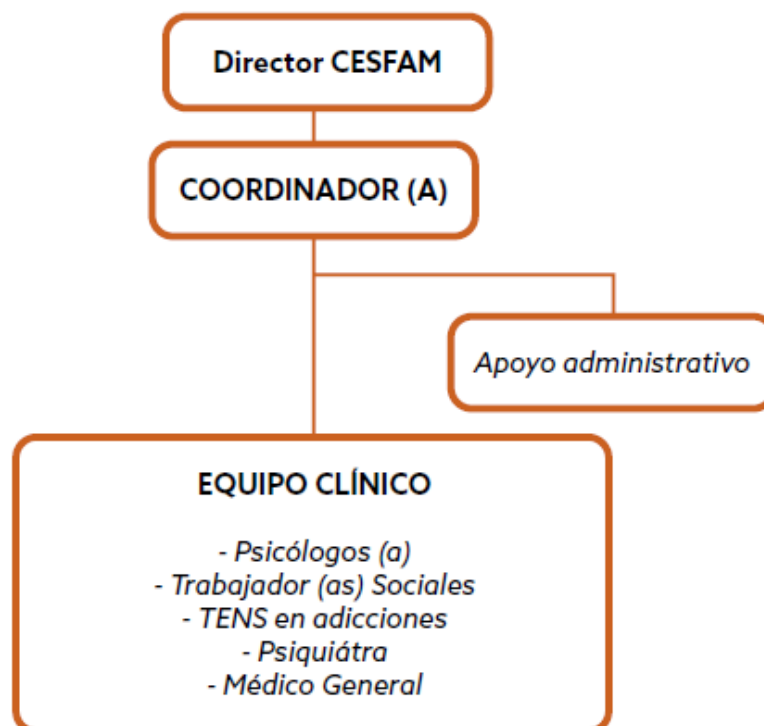 Director CESFAM
COORDINADOR (A)
Apoyo administrativo
EQUIPO CLÍNICO
- Psicólogos (a)
- Trabajador (as) Sociales
- TENS en adicciones
- Psiquiátra
- Médico General